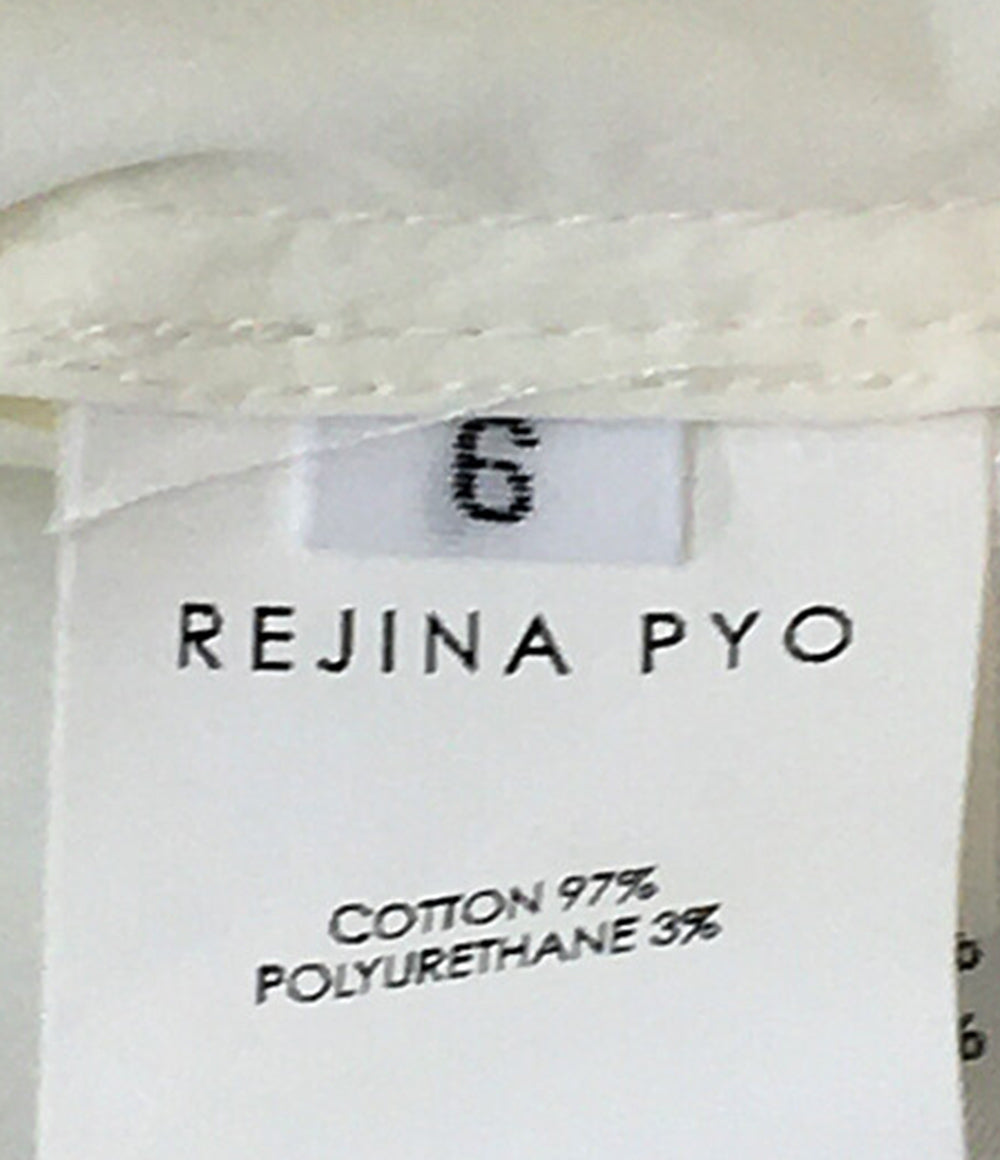 6
REJINA PYO
COTTON 97%
POLYURETHANE 3%